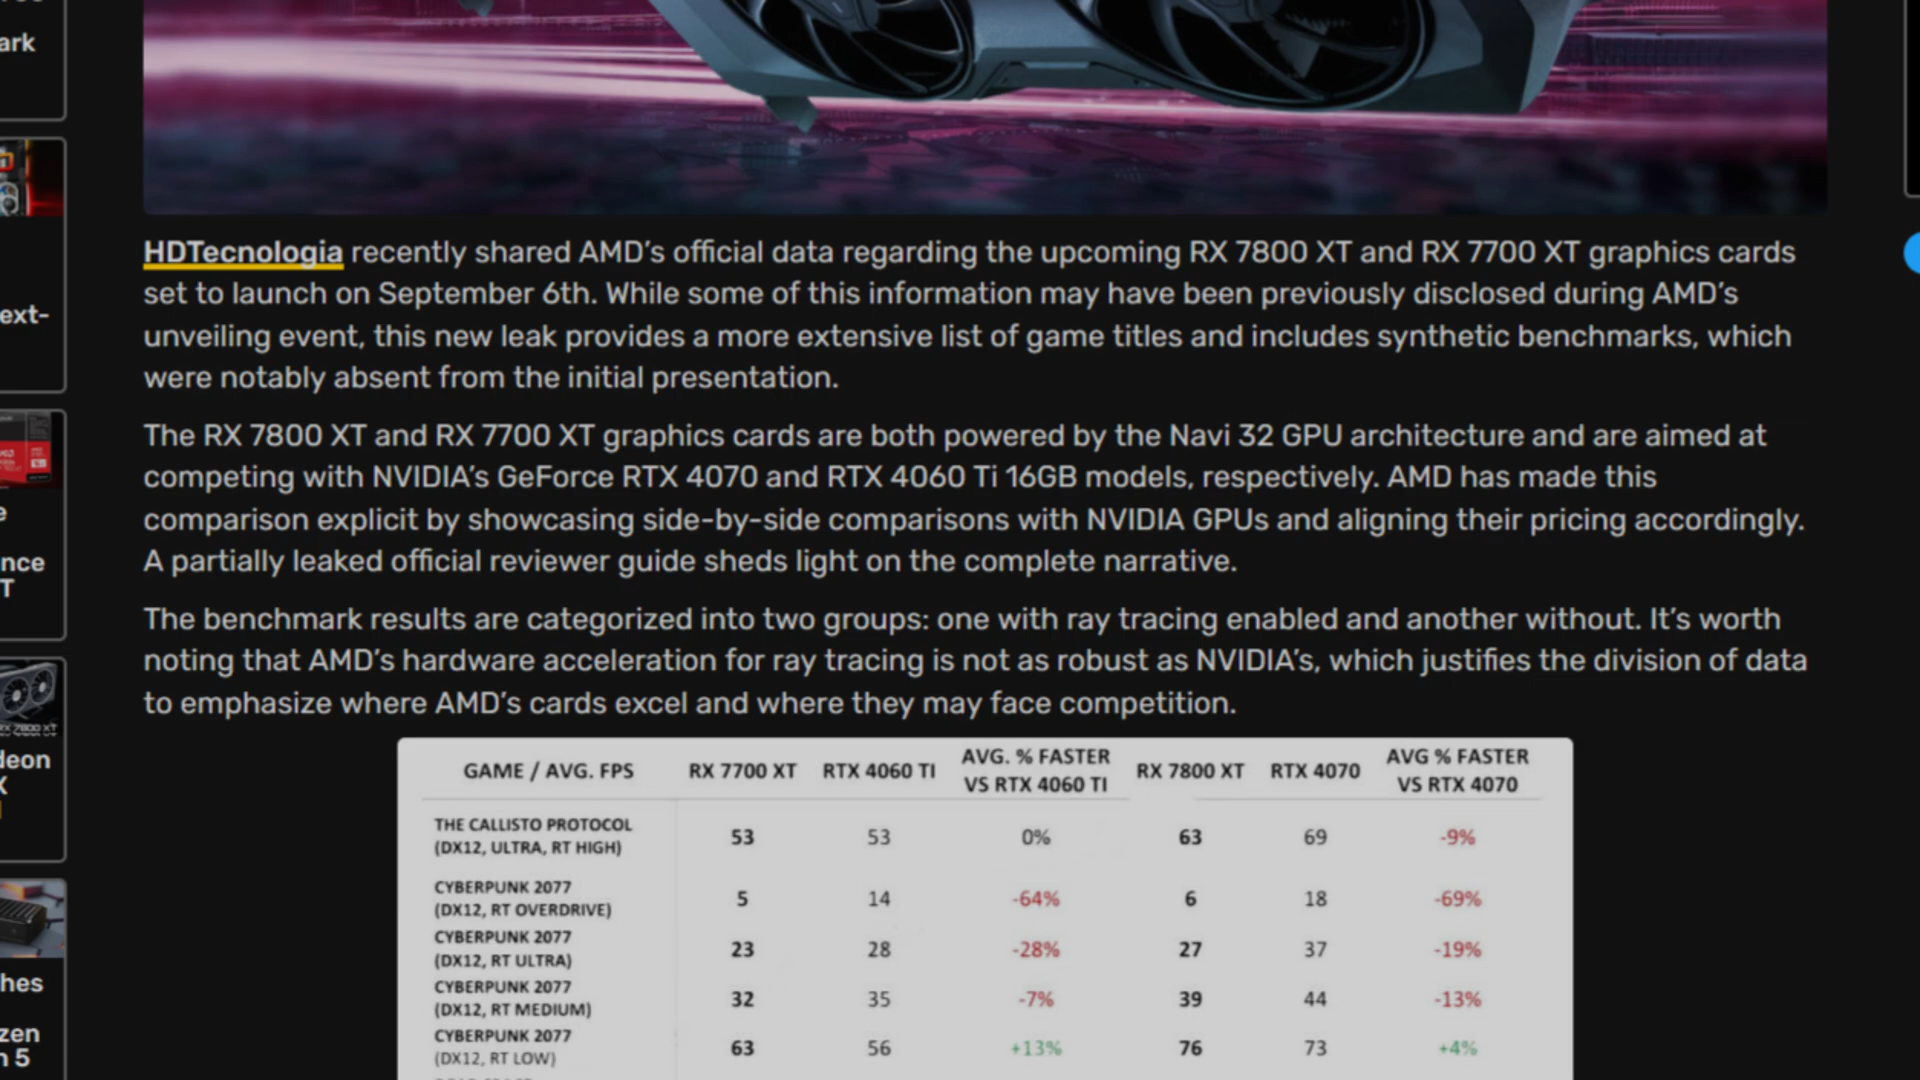 ark
ext-
e
nce
T
RX 7800 XT
deon
X
hes
zen
n 5
HDTecnologia recently shared AMD's official data regarding the upcoming RX 7800 XT and RX 7700 XT graphics cards
set to launch on September 6th. While some of this information may have been previously disclosed during AMD's
unveiling event, this new leak provides a more extensive list of game titles and includes synthetic benchmarks, which
were notably absent from the initial presentation.
The RX 7800 XT and RX 7700 XT graphics cards are both powered by the Navi 32 GPU architecture and are aimed at
competing with NVIDIA's GeForce RTX 4070 and RTX 4060 Ti 16GB models, respectively. AMD has made this
comparison explicit by showcasing side-by-side comparisons with NVIDIA GPUs and aligning their pricing accordingly.
A partially leaked official reviewer guide sheds light on the complete narrative.
The benchmark results are categorized into two groups: one with ray tracing enabled and another without. It's worth
noting that AMD's hardware acceleration for ray tracing is not as robust as NVIDIA's, which justifies the division of data
to emphasize where AMD's cards excel and where they may face competition.
GAME / AVG. FPS RX 7700 XT RTX 4060 TI AVG. % FASTER VS RTX 4060 TI RX 7800 XT RTX 4070 AVG % FASTER VS RTX 4070
THE CALLISTO PROTOCOL
(DX12, ULTRA, RT HIGH) 53 53 0% 63 69 -9%
CYBERPUNK 2077
(DX12, RT OVERDRIVE) 5 14 -64% 6 18 -69%
CYBERPUNK 2077
(DX12, RT ULTRA) 23 28 -28% 27 37 -19%
CYBERPUNK 2077
(DX12, RT MEDIUM) 32 35 -7% 39 44 -13%
CYBERPUNK 2077
(DX12, RT LOW) 63 56 +13% 76 73 +4%